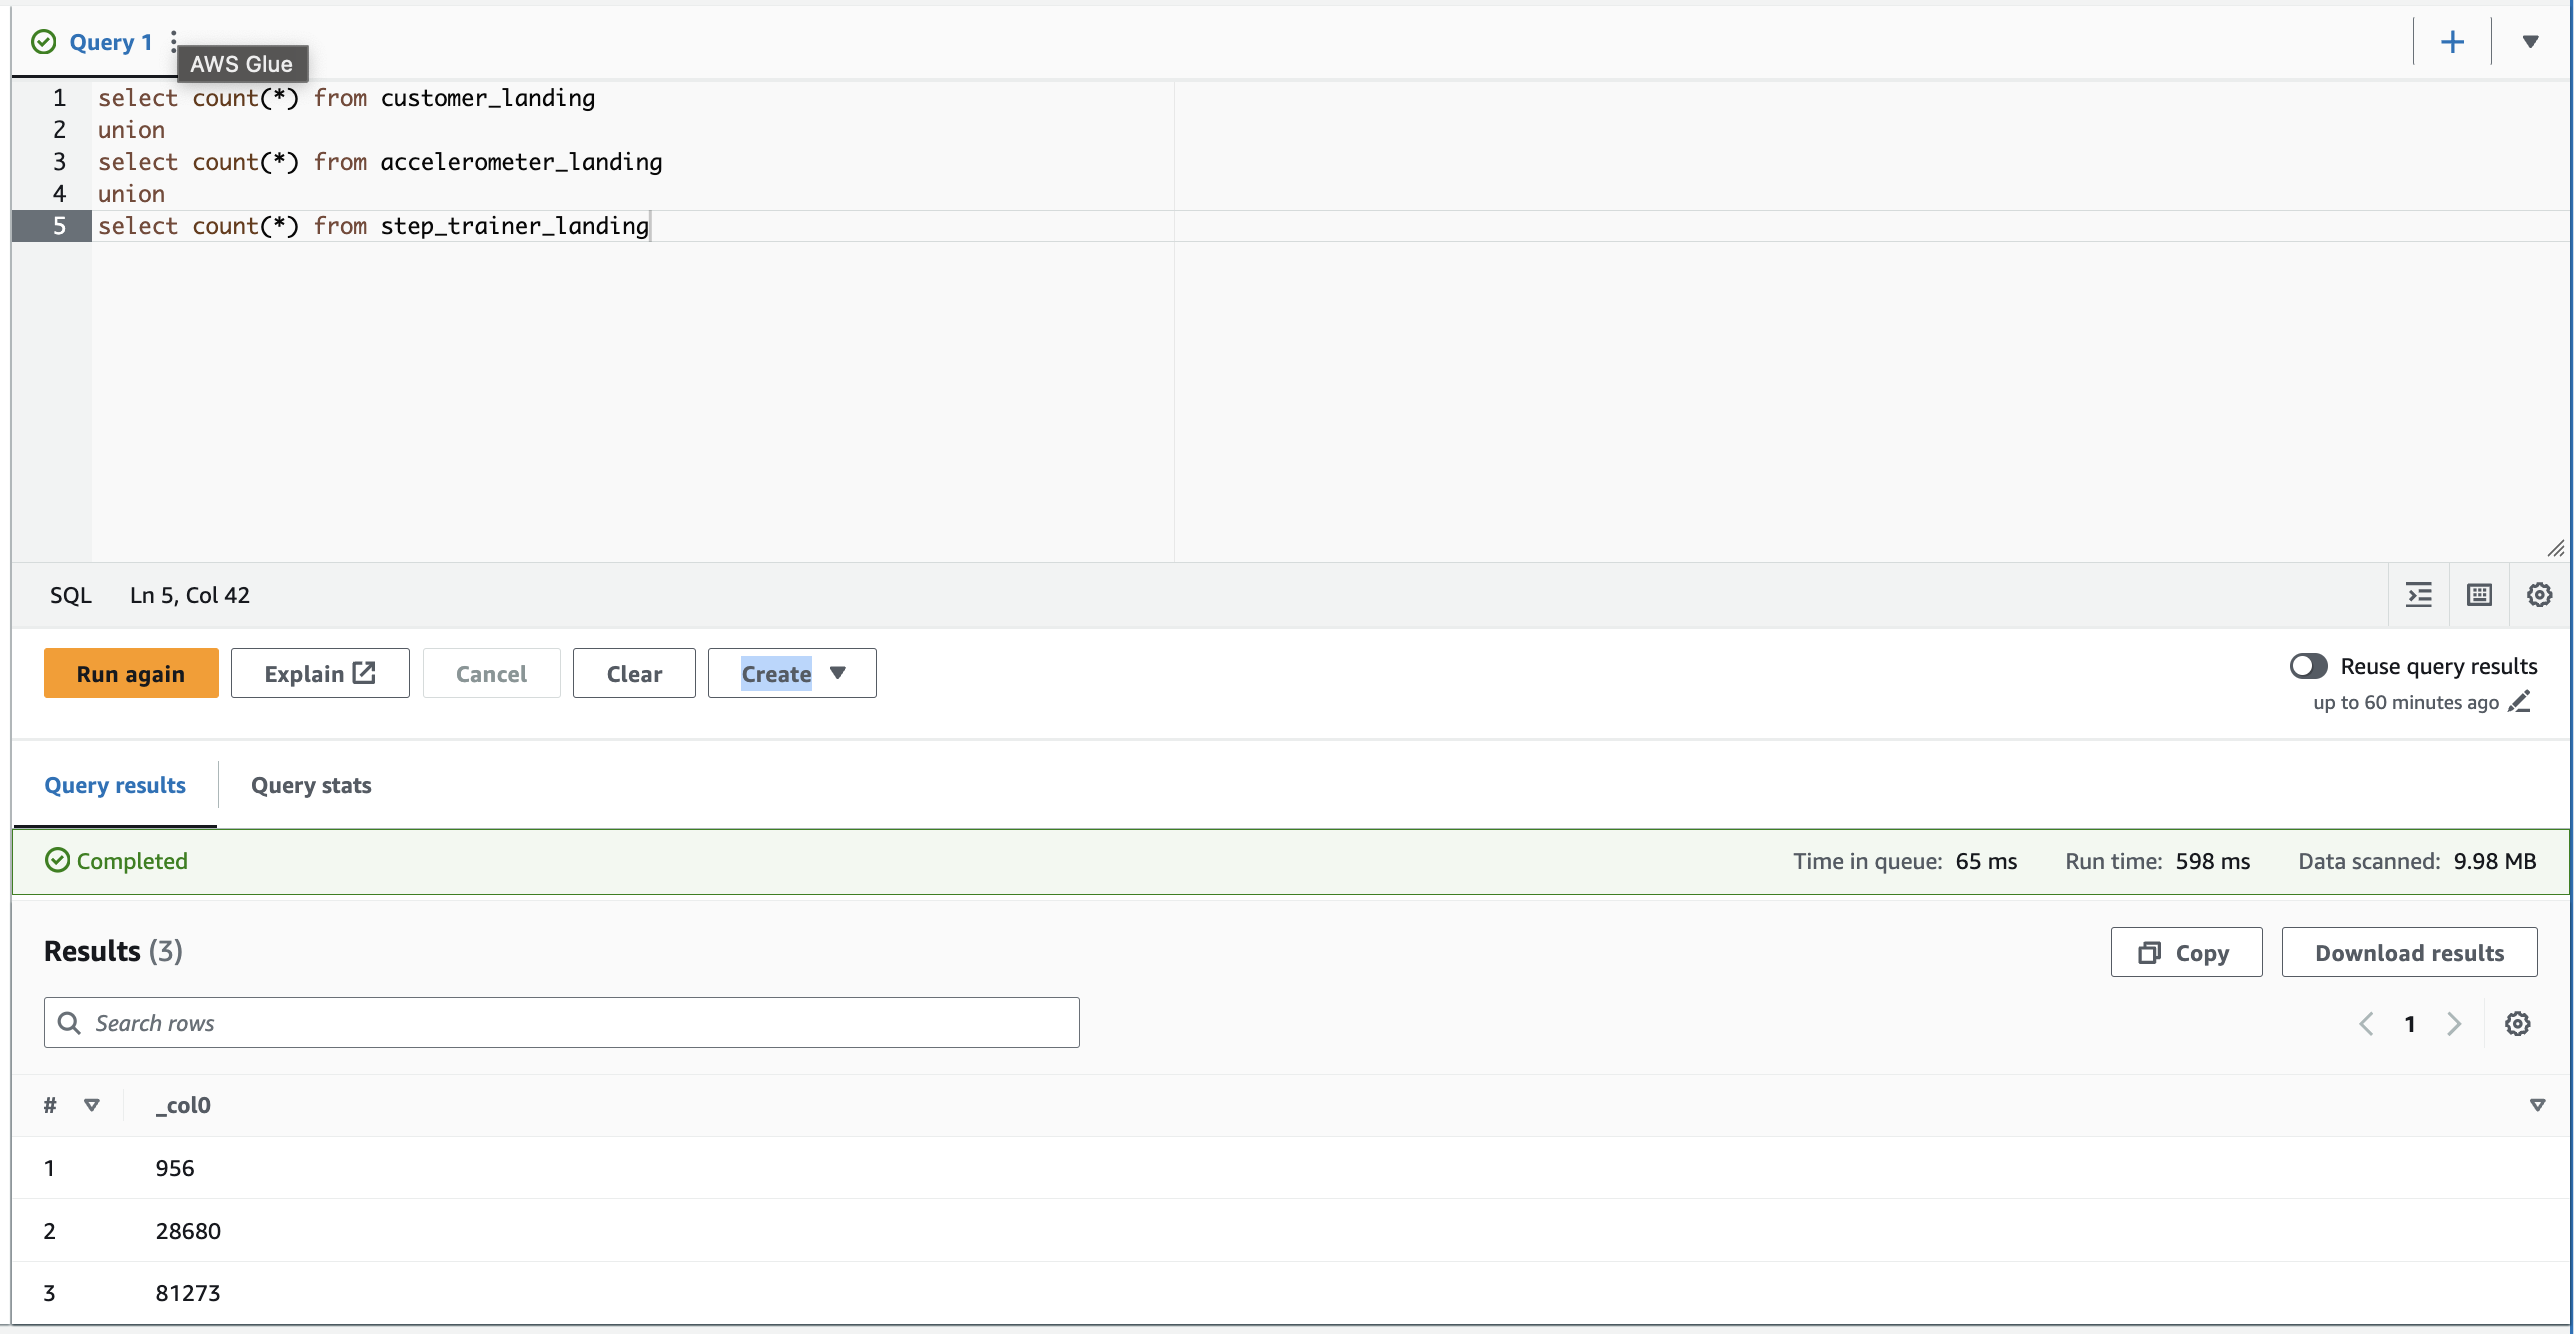 Query 1
AWS Glue
1 select count(*) from customer_landing
2 union
3 select count(*) from accelerometer_landing
4 union
5 select count(*) from step_trainer_landing
SQL Ln 5, Col 42
Run again Explain Cancel Clear Create Reuse query results
up to 60 minutes ago
Query results Query stats
Completed Time in queue: 65 ms Run time: 598 ms Data scanned: 9.98 MB
Results (3) Copy Download results
Search rows 1
# _col0
1 956
2 28680
3 81273